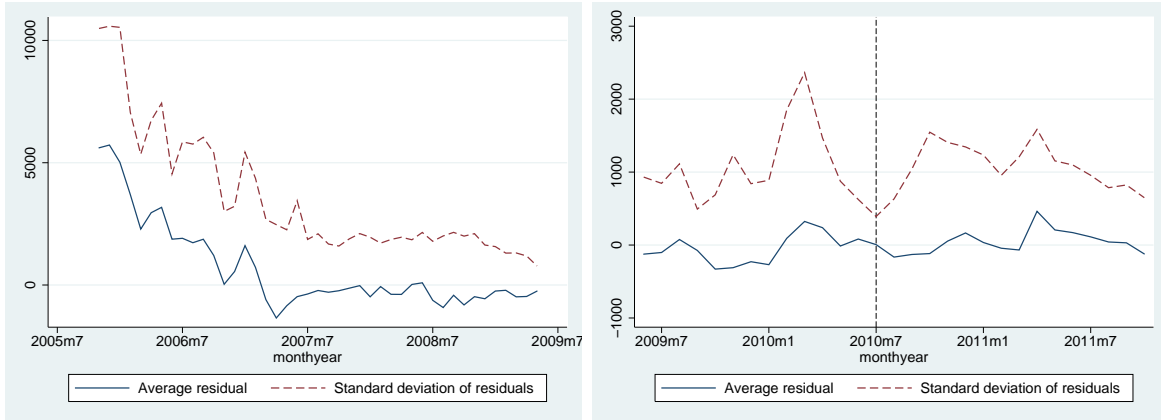 10000
5000
0
2005m7 2006m7 2007m7 2008m7 2009m7
monthyear
Average residual Standard deviation of residuals
3000
2000
1000
0
−1000
2009m7 2010m1 2010m7 2011m1 2011m7
monthyear
Average residual Standard deviation of residuals